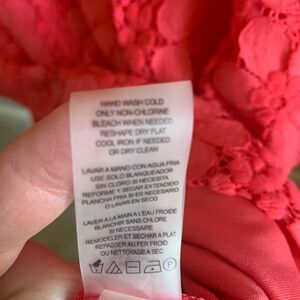 HAND WASH COLD
ONLY NON-CHLORINE
BLEACH WHEN NEEDED
RESHAPE DRY FLAT
COOL IRON IF NEEDED
OR DRY CLEAN
LAVAR A MANO CON AGUA FRIA
USE SOLO BLANQUEADOR
SIN CLORO SI NECESITA
REFORME Y SECAR EXTENDIDO
PLANCHA FRIA SI ES NECESARIO
O LAVAR EN SECO
LAVER A LA MAIN A L'EAU FROIDE
BLANCHIR SANS CHLORE
SI NECESSAIRE
REMODELER ET SECHAR A PLAT
REPASSER AU FER FROID
OU NETTOYAGE A SEC
P